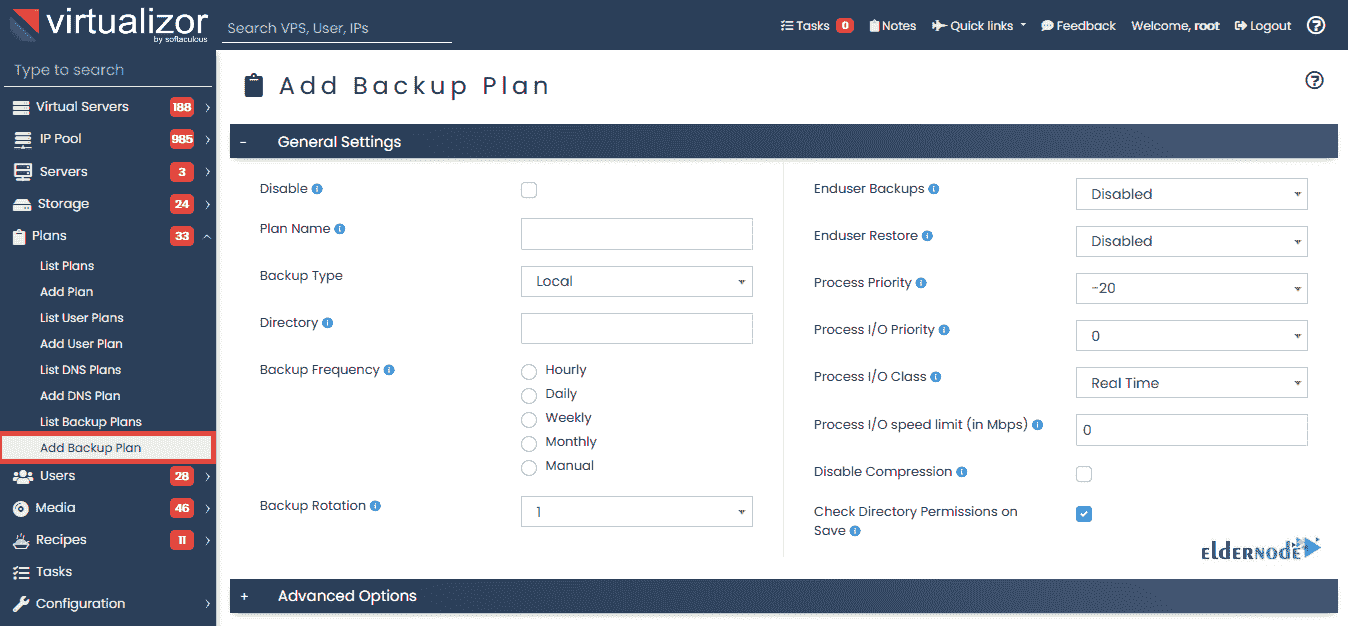 virtualizor
by softaculous
Search VPS, User, IPs
Tasks 0
Notes
Quick links
Feedback
Welcome, root
Logout
?
Type to search
Virtual Servers 188
IP Pool 985
Servers 3
Storage 24
Plans 33
List Plans
Add Plan
List User Plans
Add User Plan
List DNS Plans
Add DNS Plan
List Backup Plans
Add Backup Plan
Users 28
Media 46
Recipes 11
Tasks
Configuration
Add Backup Plan
?
- General Settings
Disable i
Plan Name i
Backup Type Local
Directory i
Backup Frequency i
Hourly
Daily
Weekly
Monthly
Manual
Backup Rotation i 1
Enduser Backups i Disabled
Enduser Restore i Disabled
Process Priority i -20
Process I/O Priority i 0
Process I/O Class i Real Time
Process I/O speed limit (in Mbps) i 0
Disable Compression i
Check Directory Permissions on
Save i
ELDERNODE
+ Advanced Options